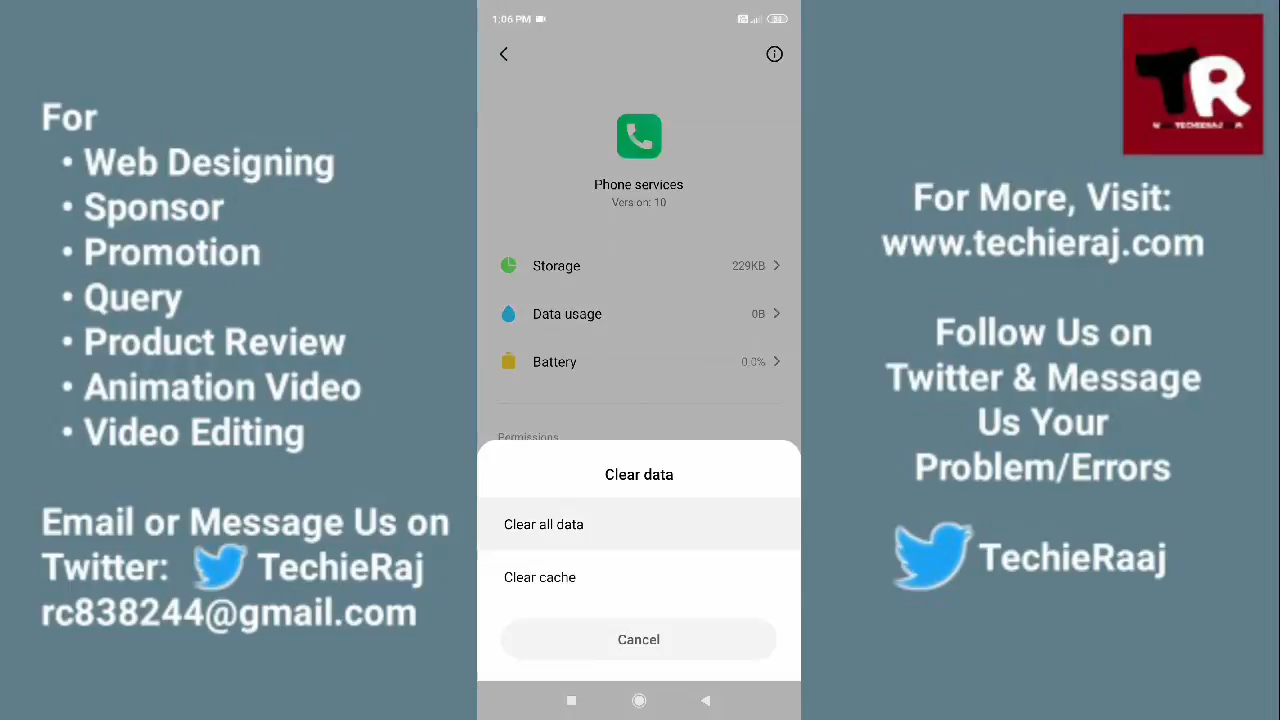 For
• Web Designing
• Sponsor
• Promotion
• Query
• Product Review
• Animation Video
• Video Editing
Email or Message Us on
Twitter: TechieRaj
rc838244@gmail.com
1:06 PM
Phone services
Version: 10
Storage 229KB
Data usage 0B
Battery 0.0%
Permissions
Clear data
Clear all data
Clear cache
Cancel
TR
For More, Visit:
www.techieraj.com
Follow Us on
Twitter & Message
Us Your
Problem/Errors
TechieRaaj